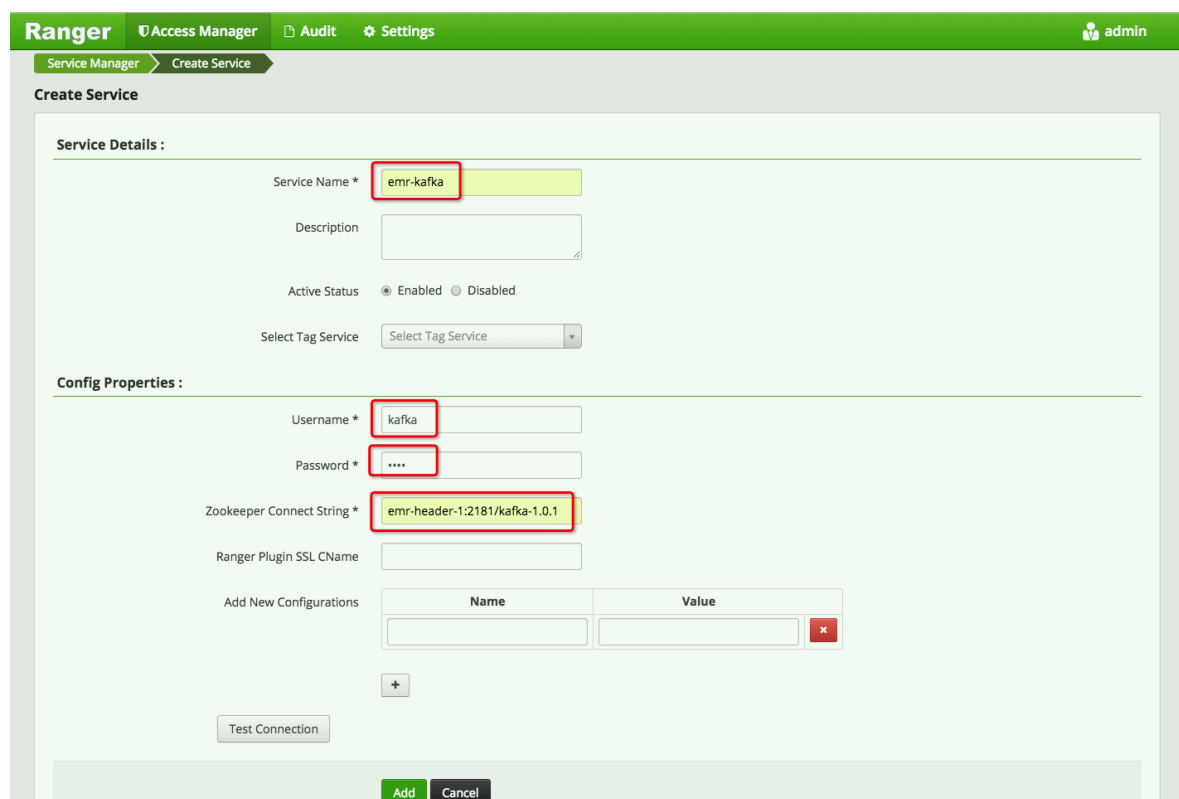 Ranger Access Manager Audit Settings admin
Service Manager Create Service
Create Service
Service Details :
Service Name * emr-kafka
Description
Active Status Enabled Disabled
Select Tag Service Select Tag Service
Config Properties :
Username * kafka
Password * ••••
Zookeeper Connect String * emr-header-1:2181/kafka-1.0.1
Ranger Plugin SSL CName
Add New Configurations Name Value
+
Test Connection
Add Cancel